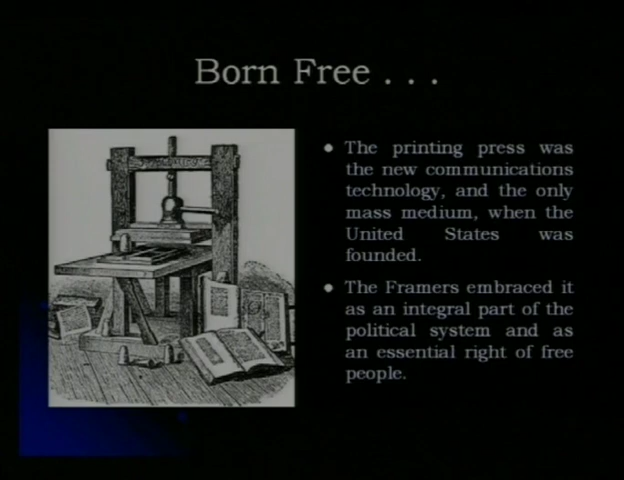 Born Free . . .
• The printing press was
the new communications
technology, and the only
mass medium, when the
United States was
founded.
• The Framers embraced it
as an integral part of the
political system and as
an essential right of free
people.